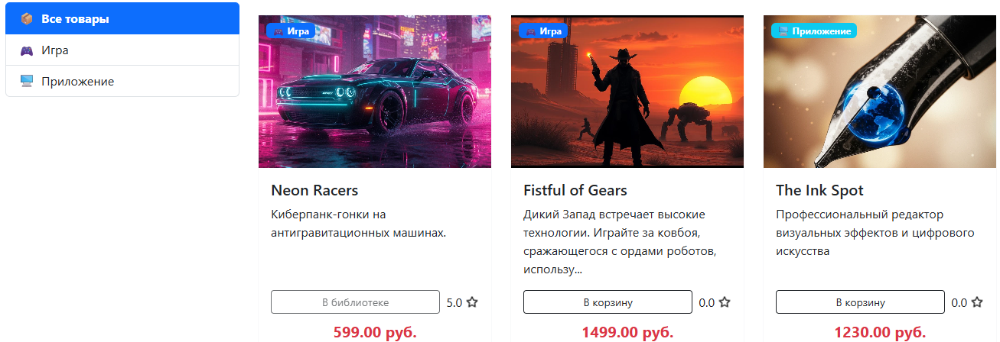 Все товары
Игра
Приложение
Игра
Neon Racers
Киберпанк-гонки на
антигравитационных машинах.
В библиотеке
5.0
599.00 руб.
Игра
Fistful of Gears
Дикий Запад встречает высокие
технологии. Играйте за ковбоя,
сражающегося с ордами роботов,
использу...
В корзину
0.0
1499.00 руб.
Приложение
The Ink Spot
Профессиональный редактор
визуальных эффектов и цифрового
искусства
В корзину
0.0
1230.00 руб.